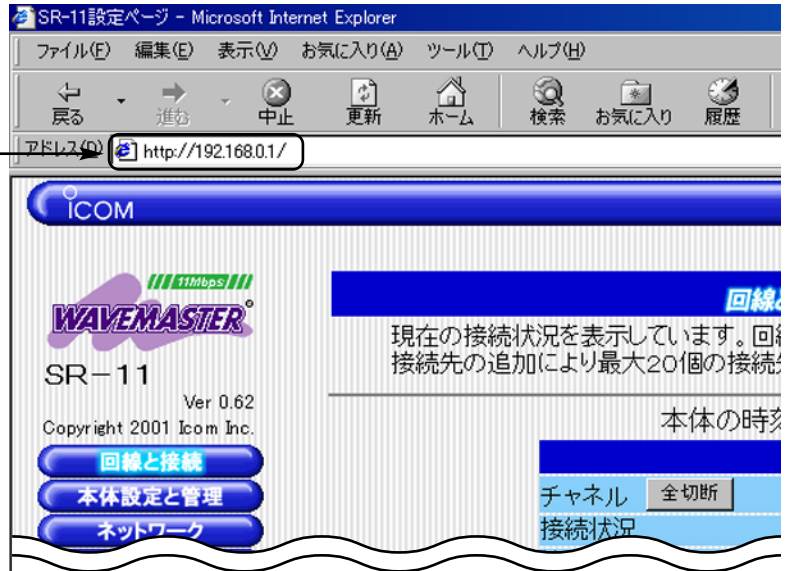 SR-11設定ページ - Microsoft Internet Explorer
ファイル(F) 編集(E) 表示(V) お気に入り(A) ツール(T) ヘルプ(H)
戻る 進む 中止 更新 ホーム 検索 お気に入り 履歴
アドレス(D) http://192.168.0.1/
ICOM
11Mbps
WAVEMASTER
SR-11
Ver 0.62
Copyright 2001 Icom Inc.
回線と接続
本体設定と管理
ネットワーク
回線
現在の接続状況を表示しています。回
接続先の追加により最大20個の接続
本体の時
チャネル 全切断
接続状況